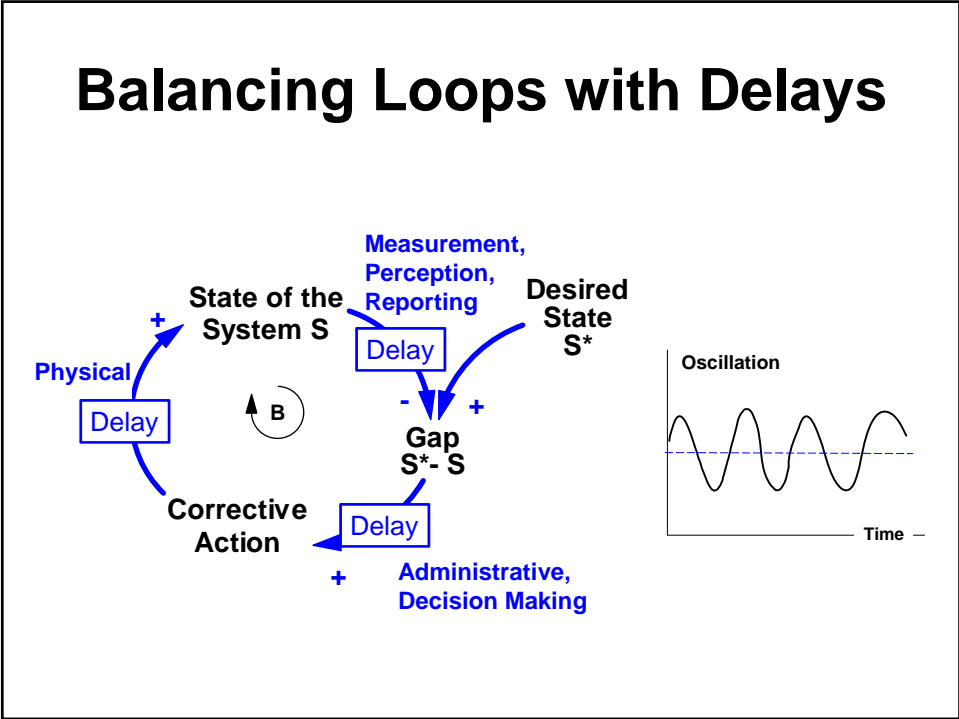 Balancing Loops with Delays
Measurement,
Perception,
Reporting
State of the
System S
Desired
State
S*
+
Delay
Physical
Delay
B
-
+
Gap
S*- S
Corrective
Action
Delay
+
Administrative,
Decision Making
Oscillation
Time